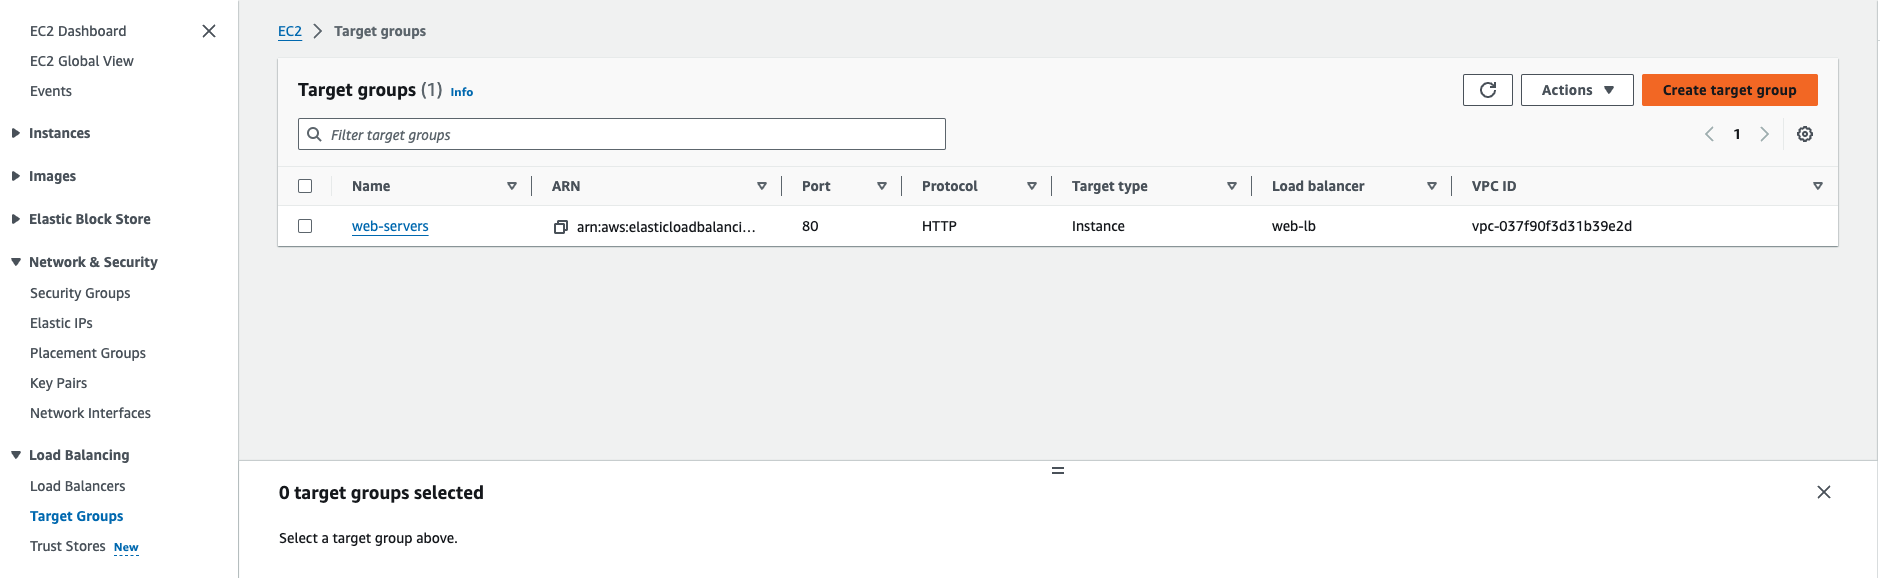 EC2 Dashboard
EC2 Global View
Events
Instances
Images
Elastic Block Store
Network & Security
Security Groups
Elastic IPs
Placement Groups
Key Pairs
Network Interfaces
Load Balancing
Load Balancers
Target Groups
Trust Stores New
EC2 Target groups
Target groups (1) Info
Actions Create target group
Filter target groups
1
Name ARN Port Protocol Target type Load balancer VPC ID
web-servers arn:aws:elasticloadbalanci... 80 HTTP Instance web-lb vpc-037f90f3d31b39e2d
0 target groups selected
Select a target group above.